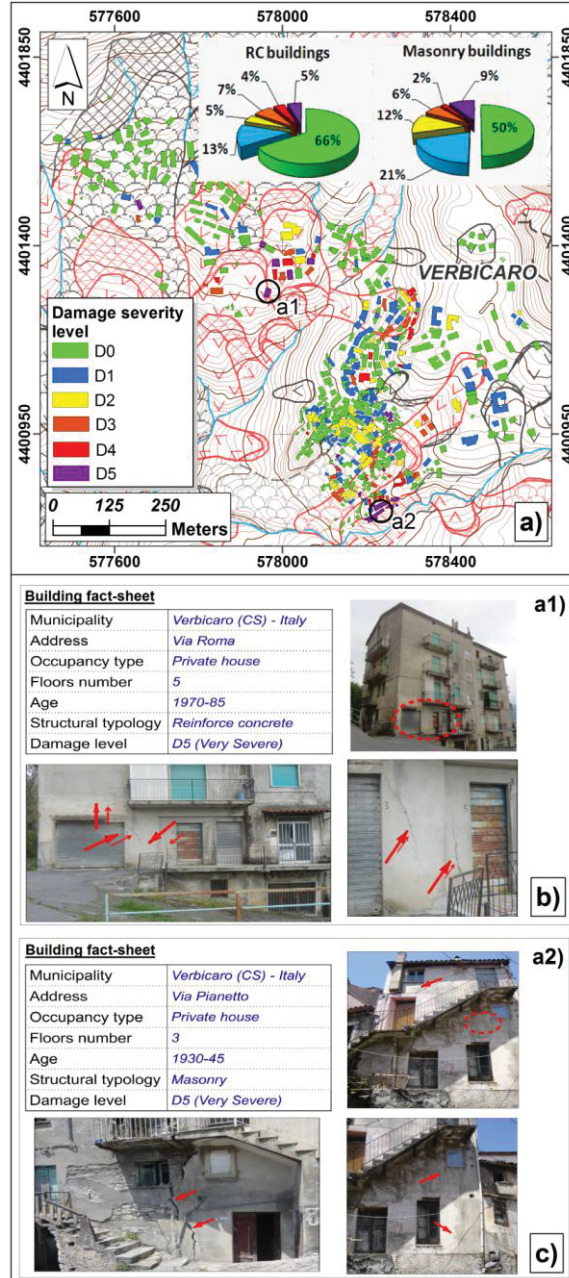 577600 578000 578400
4401850 4401850
RC buildings Masonry buildings
N
4% 5% 2% 9%
7% 6%
5% 12%
13% 66% 21% 50%
4401400 4401400
VERBICARO
a1
Damage severity
level
D0
D1
D2
D3
D4
D5
4400950 4400950
0 125 250
Meters
a2
a)
577600 578000 578400
Building fact-sheet
a1)
Municipality Verbicaro (CS) - Italy
Address Via Roma
Occupancy type Private house
Floors number 5
Age 1970-85
Structural typology Reinforce concrete
Damage level D5 (Very Severe)
3 5
b)
Building fact-sheet
a2)
Municipality Verbicaro (CS) - Italy
Address Via Pianetto
Occupancy type Private house
Floors number 3
Age 1930-45
Structural typology Masonry
Damage level D5 (Very Severe)
c)